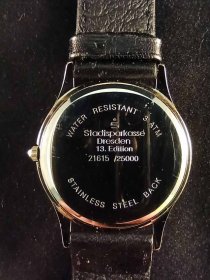 WATER RESISTANT 3 ATM
Stadtsparkasse
Dresden
13. Edition
21615 /25000
STAINLESS STEEL BACK